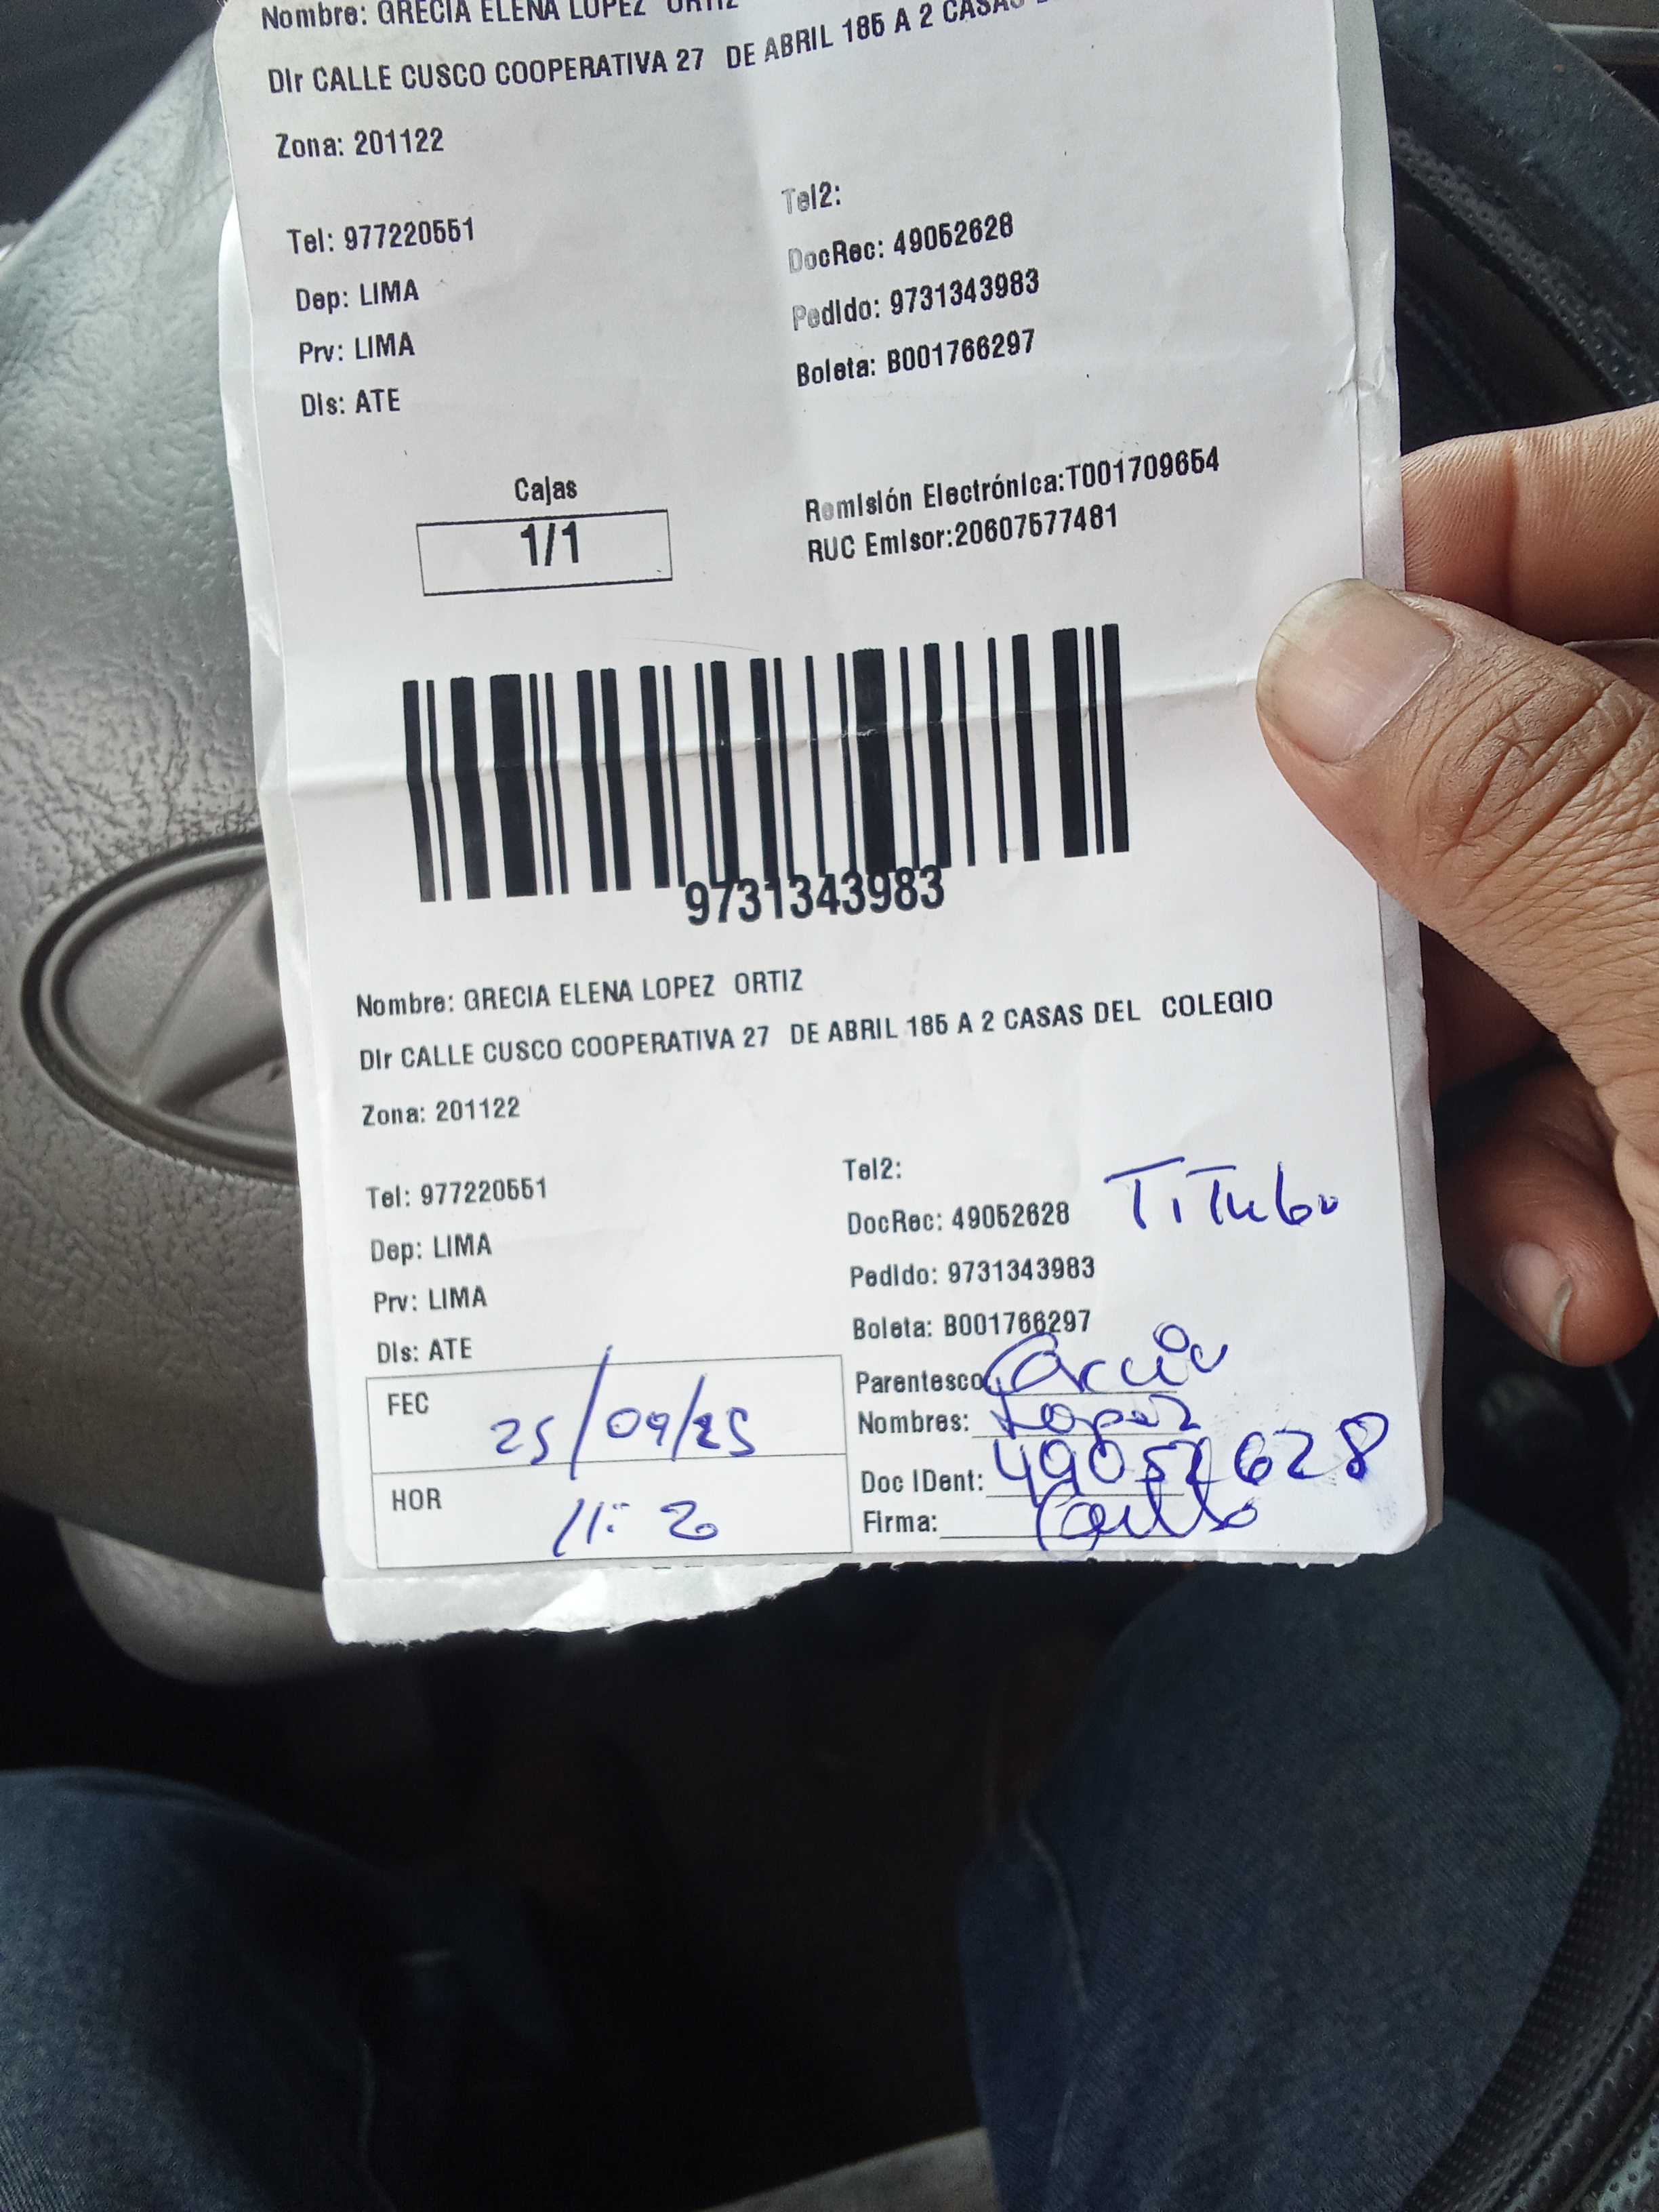 Nombre: GRECIA ELENA LOPEZ ORTIZ
Dir CALLE CUSCO COOPERATIVA 27 DE ABRIL 185 A 2 CASAS
Zona: 201122
Tel: 977220551
Tel2:
Dep: LIMA
DocRec: 49052628
Prv: LIMA
Pedido: 9731343983
Dis: ATE
Boleta: B001766297
Cajas
1/1
Remisión Electrónica:T001709654
RUC Emisor:20607577481
9731343983
Nombre: GRECIA ELENA LOPEZ ORTIZ
Dir CALLE CUSCO COOPERATIVA 27 DE ABRIL 185 A 2 CASAS DEL COLEGIO
Zona: 201122
Tel: 977220551
Tel2:
Dep: LIMA
DocRec: 49052628 Titular
Prv: LIMA
Pedido: 9731343983
Dis: ATE
Boleta: B001766297
FEC 25/09/25
Parentesco:
Nombres: Lopez
HOR
Doc IDent: 49052628
Firma: